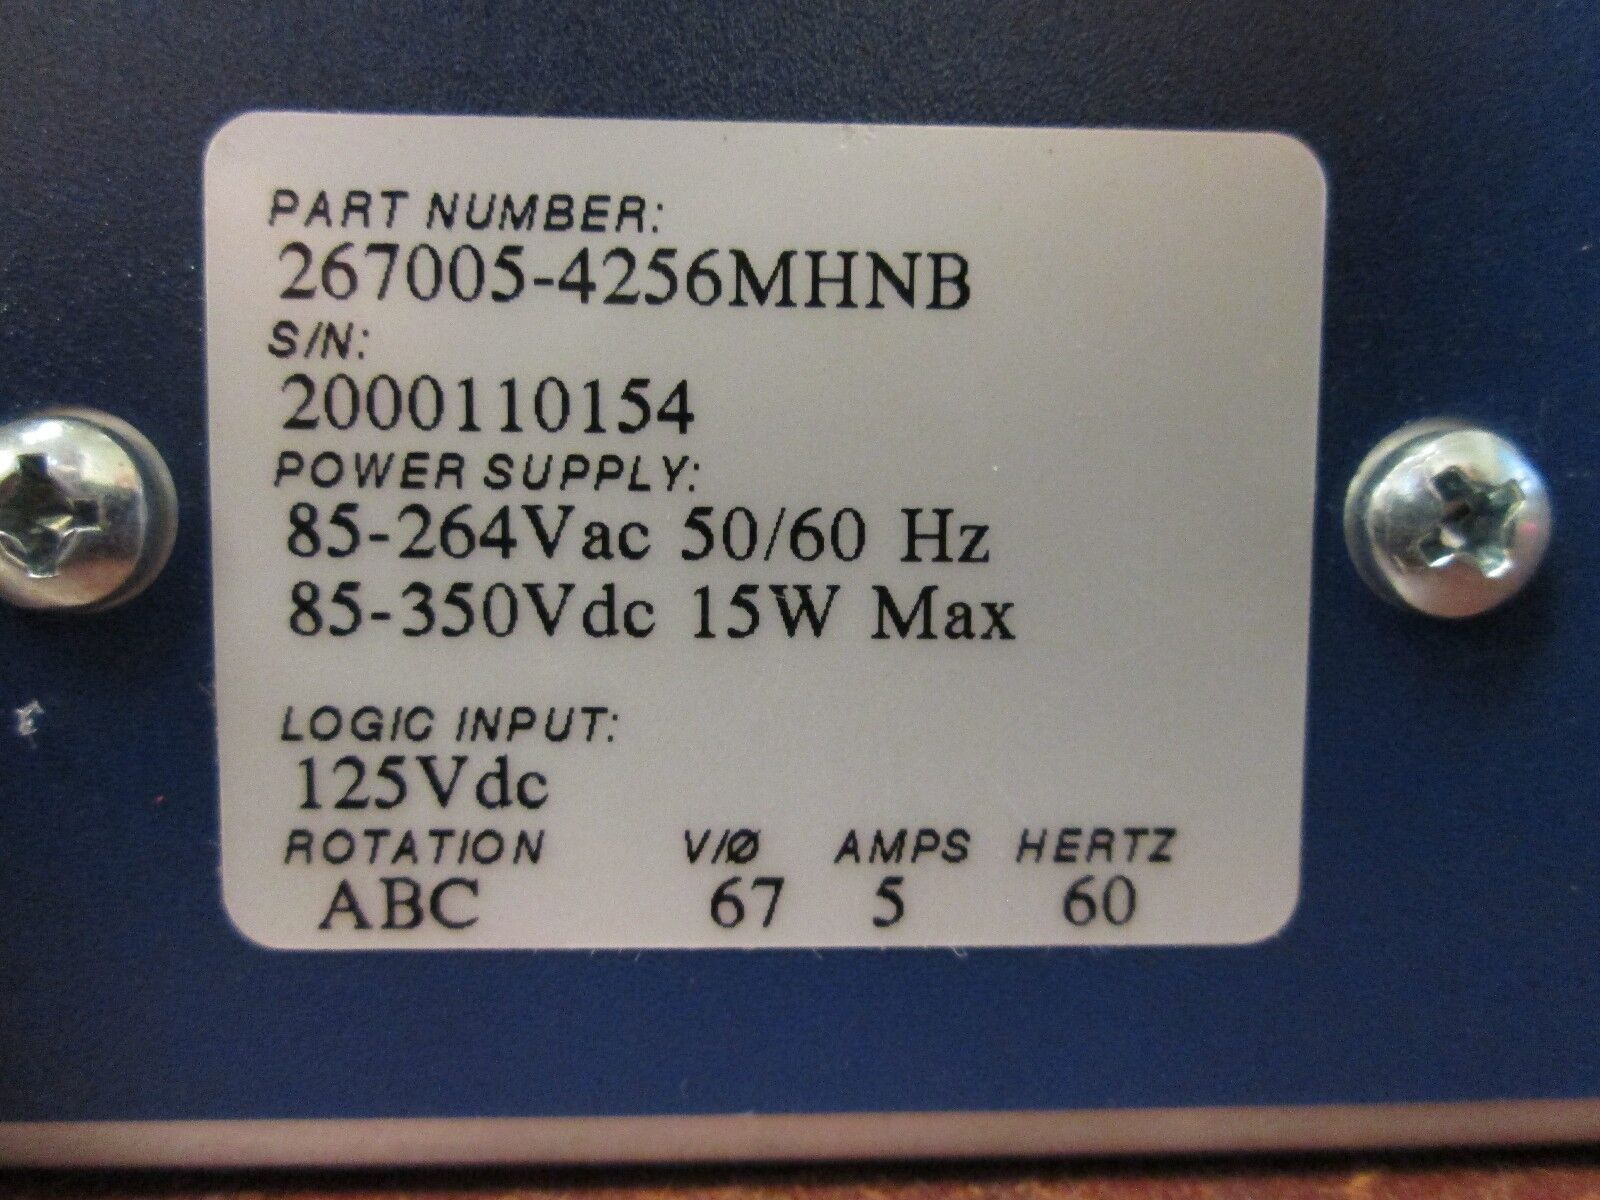 PART NUMBER:
267005-4256MHNB
S/N:
2000110154
POWER SUPPLY:
85-264Vac 50/60 Hz
85-350Vdc 15W Max
LOGIC INPUT:
125Vdc
ROTATION V/Ø AMPS HERTZ
ABC 67 5 60